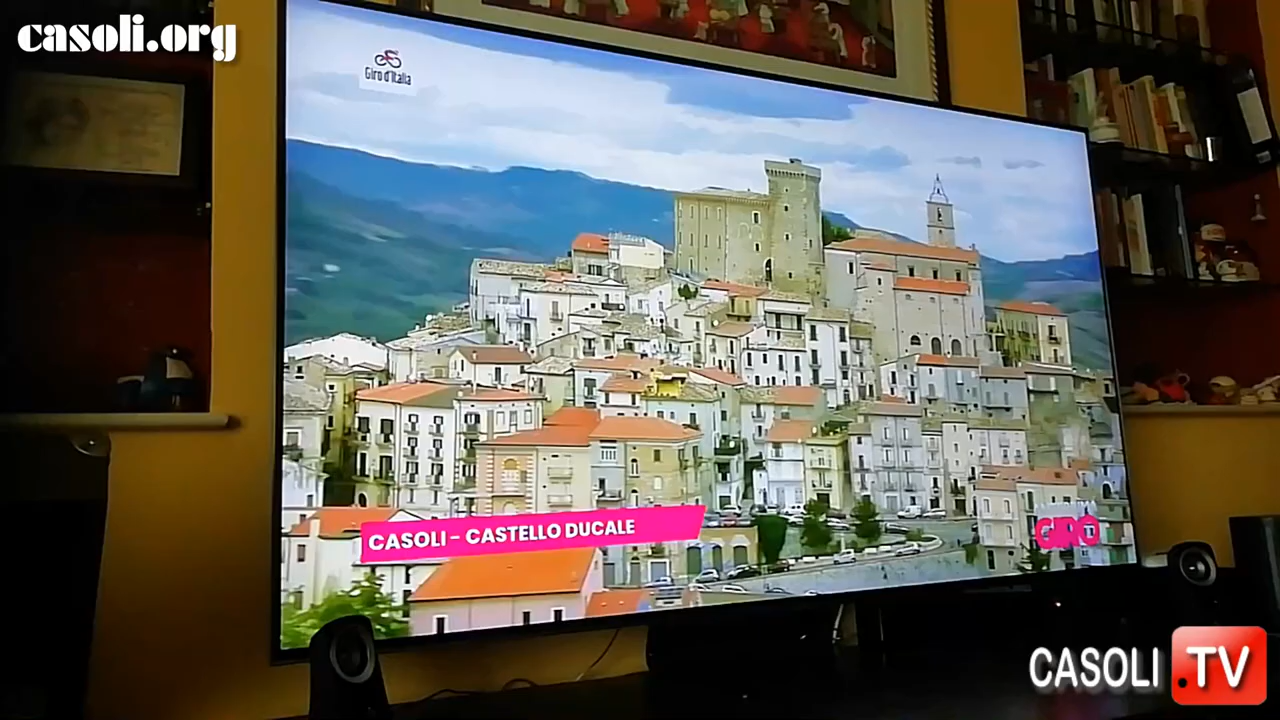 casoli.org
Giro d'Italia
CASOLI - CASTELLO DUCALE
GIRO
CASOLI.TV